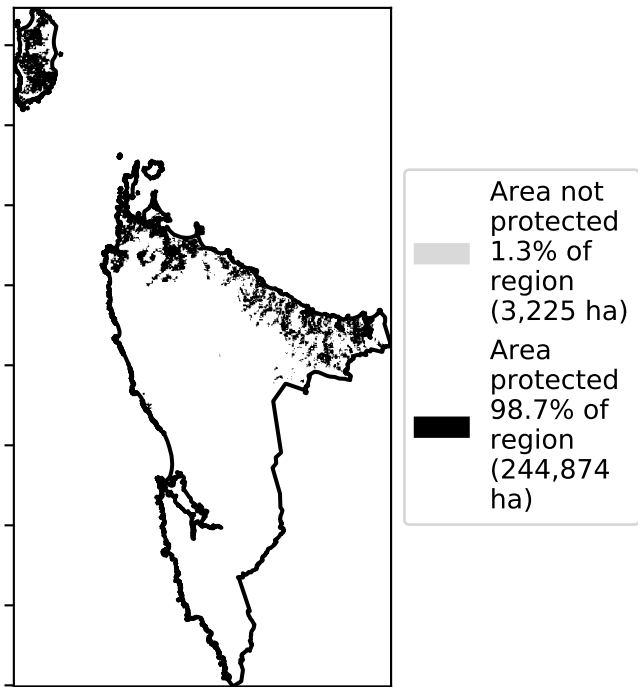 Area not
protected
1.3% of
region
(3,225 ha)
Area
protected
98.7% of
region
(244,874
ha)